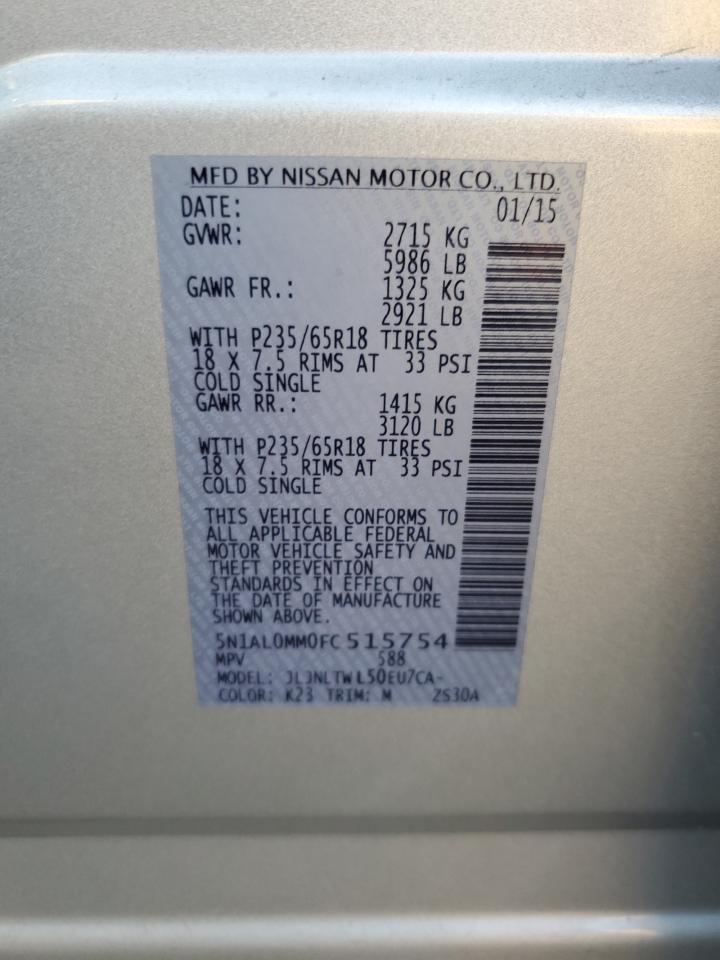 MFD BY NISSAN MOTOR CO., LTD.
DATE: 01/15
GVWR: 2715 KG
5986 LB
GAWR FR.: 1325 KG
2921 LB
WITH P235/65R18 TIRES
18 X 7.5 RIMS AT 33 PSI
COLD SINGLE
GAWR RR.: 1415 KG
3120 LB
WITH P235/65R18 TIRES
18 X 7.5 RIMS AT 33 PSI
COLD SINGLE
THIS VEHICLE CONFORMS TO
ALL APPLICABLE FEDERAL
MOTOR VEHICLE SAFETY AND
THEFT PREVENTION
STANDARDS IN EFFECT ON
THE DATE OF MANUFACTURE
SHOWN ABOVE.
5N1AL0MM0FC515754
MPV 588
MODEL: JLJNLTWL50EU7CA-
COLOR: K23 TRIM: M ZS30A